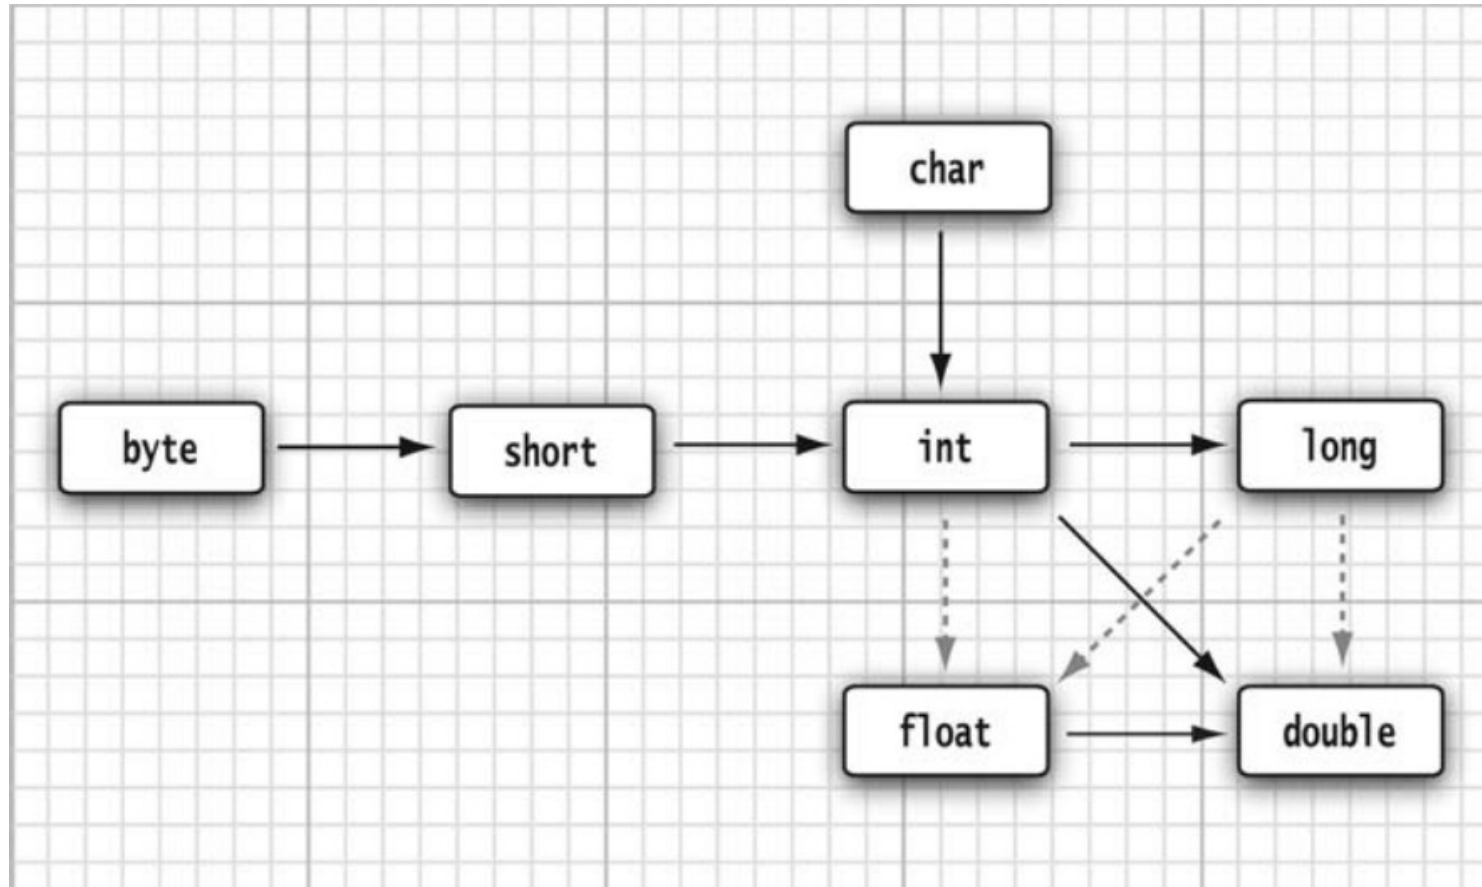 char
byte
short
int
long
float
double